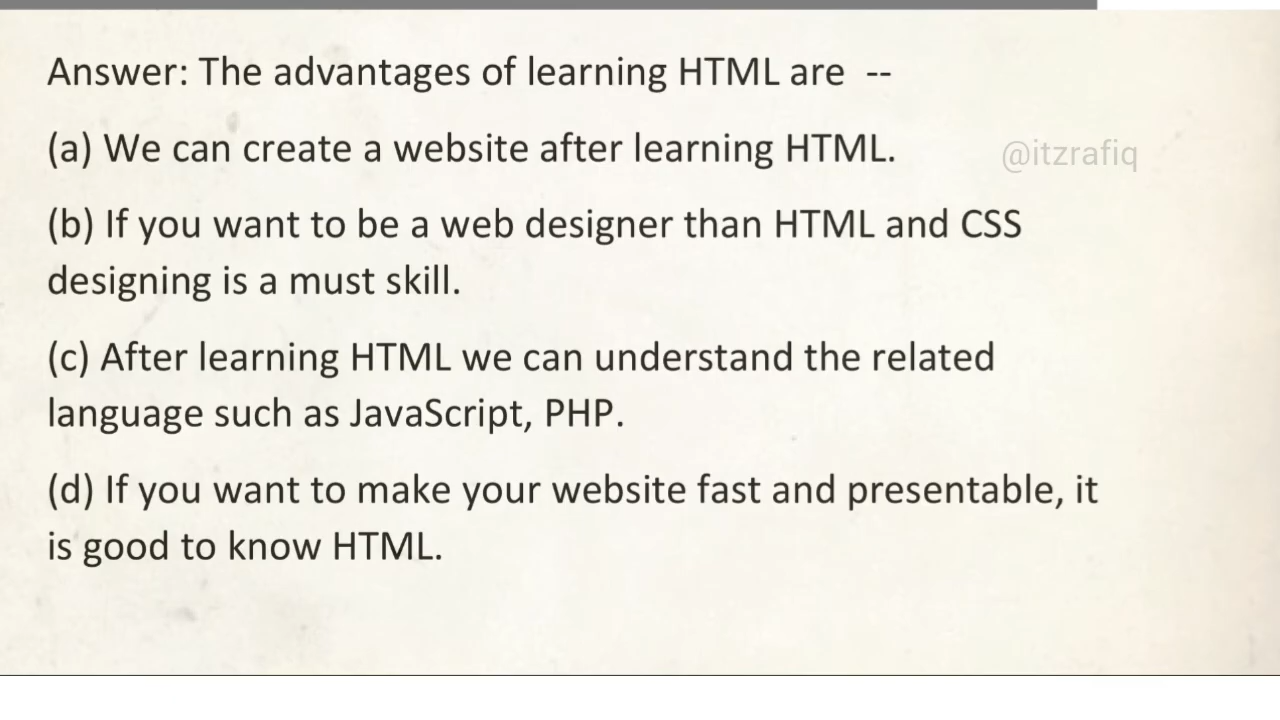 Answer: The advantages of learning HTML are --
(a) We can create a website after learning HTML.
@itzrafiq
(b) If you want to be a web designer than HTML and CSS
designing is a must skill.
(c) After learning HTML we can understand the related
language such as JavaScript, PHP.
(d) If you want to make your website fast and presentable, it
is good to know HTML.